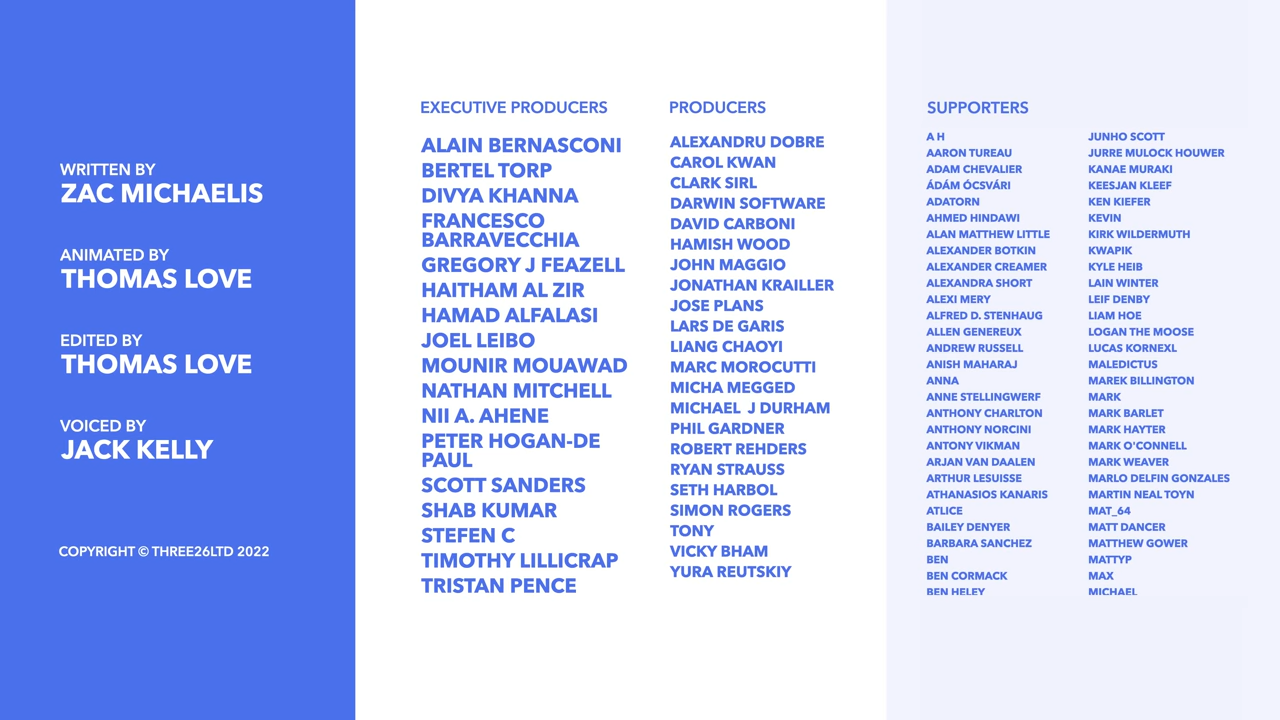 WRITTEN BY
ZAC MICHAELIS
ANIMATED BY
THOMAS LOVE
EDITED BY
THOMAS LOVE
VOICED BY
JACK KELLY
COPYRIGHT © THREE26LTD 2022
EXECUTIVE PRODUCERS
ALAIN BERNASCONI
BERTEL TORP
DIVYA KHANNA
FRANCESCO
BARRAVECCHIA
GREGORY J FEAZELL
HAITHAM AL ZIR
HAMAD ALFALASI
JOEL LEIBO
MOUNIR MOUAWAD
NATHAN MITCHELL
NII A. AHENE
PETER HOGAN-DE
PAUL
SCOTT SANDERS
SHAB KUMAR
STEFEN C
TIMOTHY LILLICRAP
TRISTAN PENCE
PRODUCERS
ALEXANDRU DOBRE
CAROL KWAN
CLARK SIRL
DARWIN SOFTWARE
DAVID CARBONI
HAMISH WOOD
JOHN MAGGIO
JONATHAN KRAILLER
JOSE PLANS
LARS DE GARIS
LIANG CHAOYI
MARC MOROCUTTI
MICHA MEGGED
MICHAEL J DURHAM
PHIL GARDNER
ROBERT REHDERS
RYAN STRAUSS
SETH HARBOL
SIMON ROGERS
TONY
VICKY BHAM
YURA REUTSKIY
SUPPORTERS
A H
AARON TUREAU
ADAM CHEVALIER
ÁDÁM ÓCSVÁRI
ADATORN
AHMED HINDAWI
ALAN MATTHEW LITTLE
ALEXANDER BOTKIN
ALEXANDER CREAMER
ALEXANDRA SHORT
ALEXI MERY
ALFRED D. STENHAUG
ALLEN GENEREUX
ANDREW RUSSELL
ANISH MAHARAJ
ANNA
ANNE STELLINGWERF
ANTHONY CHARLTON
ANTHONY NORCINI
ANTONY VIKMAN
ARJAN VAN DAALEN
ARTHUR LESUISSE
ATHANASIOS KANARIS
ATLICE
BAILEY DENYER
BARBARA SANCHEZ
BEN
BEN CORMACK
BEN HELEY
JUNHO SCOTT
JURRE MULOCK HOUWER
KANAE MURAKI
KEESJAN KLEEF
KEN KIEFER
KEVIN
KIRK WILDERMUTH
KWAPIK
KYLE HEIB
LAIN WINTER
LEIF DENBY
LIAM HOE
LOGAN THE MOOSE
LUCAS KORNEXL
MALEDICTUS
MAREK BILLINGTON
MARK
MARK BARLET
MARK HAYTER
MARK O'CONNELL
MARK WEAVER
MARLO DELFIN GONZALES
MARTIN NEAL TOYN
MAT_64
MATT DANCER
MATTHEW GOWER
MATTYP
MAX
MICHAEL